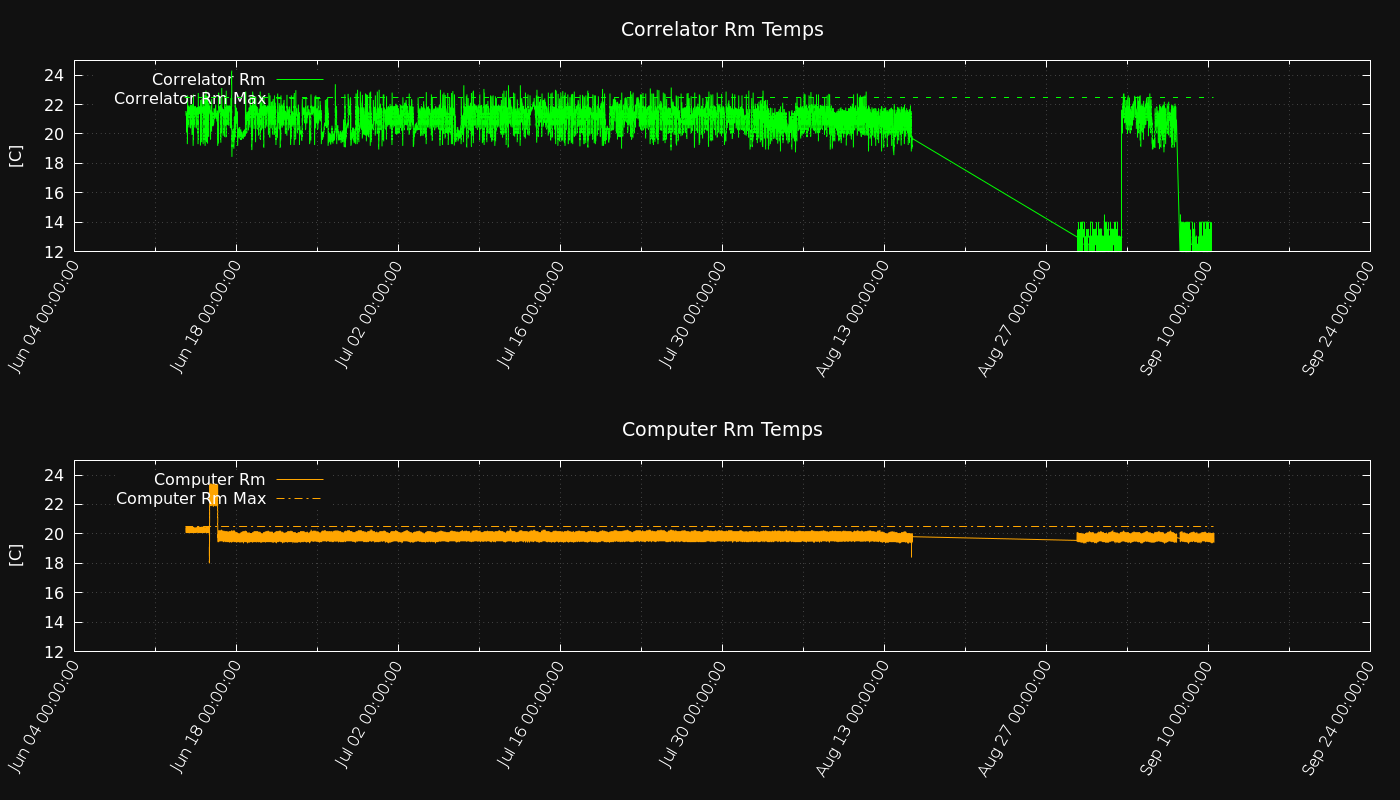 Correlator Rm Temps
Correlator Rm
Correlator Rm Max
[C]
24
22
20
18
16
14
12
Jun 04 00:00:00
Jun 18 00:00:00
Jul 02 00:00:00
Jul 16 00:00:00
Jul 30 00:00:00
Aug 13 00:00:00
Aug 27 00:00:00
Sep 10 00:00:00
Sep 24 00:00:00
Computer Rm Temps
Computer Rm
Computer Rm Max
[C]
24
22
20
18
16
14
12
Jun 04 00:00:00
Jun 18 00:00:00
Jul 02 00:00:00
Jul 16 00:00:00
Jul 30 00:00:00
Aug 13 00:00:00
Aug 27 00:00:00
Sep 10 00:00:00
Sep 24 00:00:00